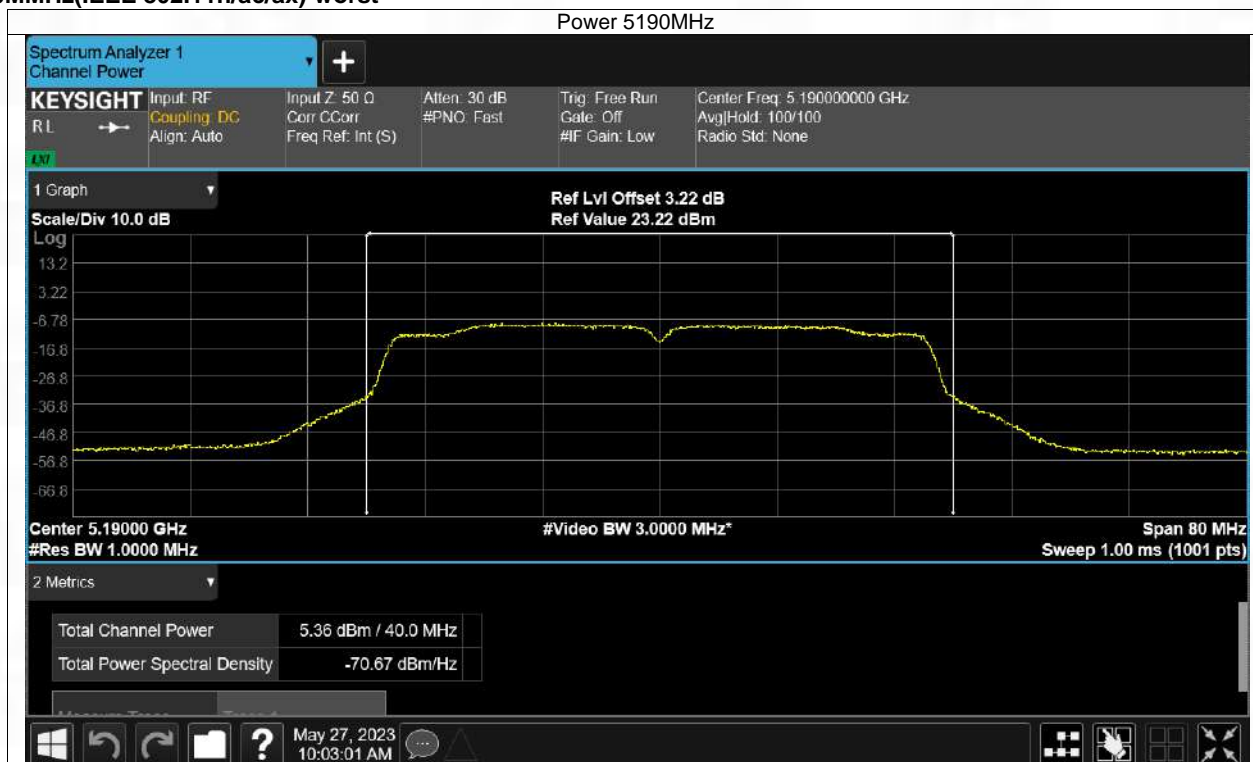 Power 5190MHz
Spectrum Analyzer 1
Channel Power
+
KEYSIGHT
RL
LXI
Input: RF
Coupling: DC
Align: Auto
Input Z: 50 Ω
Corr CCorr
Freq Ref: Int (S)
Atten: 30 dB
#PNO: Fast
Trig: Free Run
Gate: Off
#IF Gain: Low
Center Freq: 5.190000000 GHz
Avg|Hold: 100/100
Radio Std: None
1 Graph
Ref Lvl Offset 3.22 dB
Scale/Div 10.0 dB
Ref Value 23.22 dBm
Log
13.2
3.22
-6.78
-16.8
-26.8
-36.8
-46.8
-56.8
-66.8
Center 5.19000 GHz
#Video BW 3.0000 MHz*
Span 80 MHz
#Res BW 1.0000 MHz
Sweep 1.00 ms (1001 pts)
2 Metrics
Total Channel Power 5.36 dBm / 40.0 MHz
Total Power Spectral Density -70.67 dBm/Hz
?
May 27, 2023
10:03:01 AM